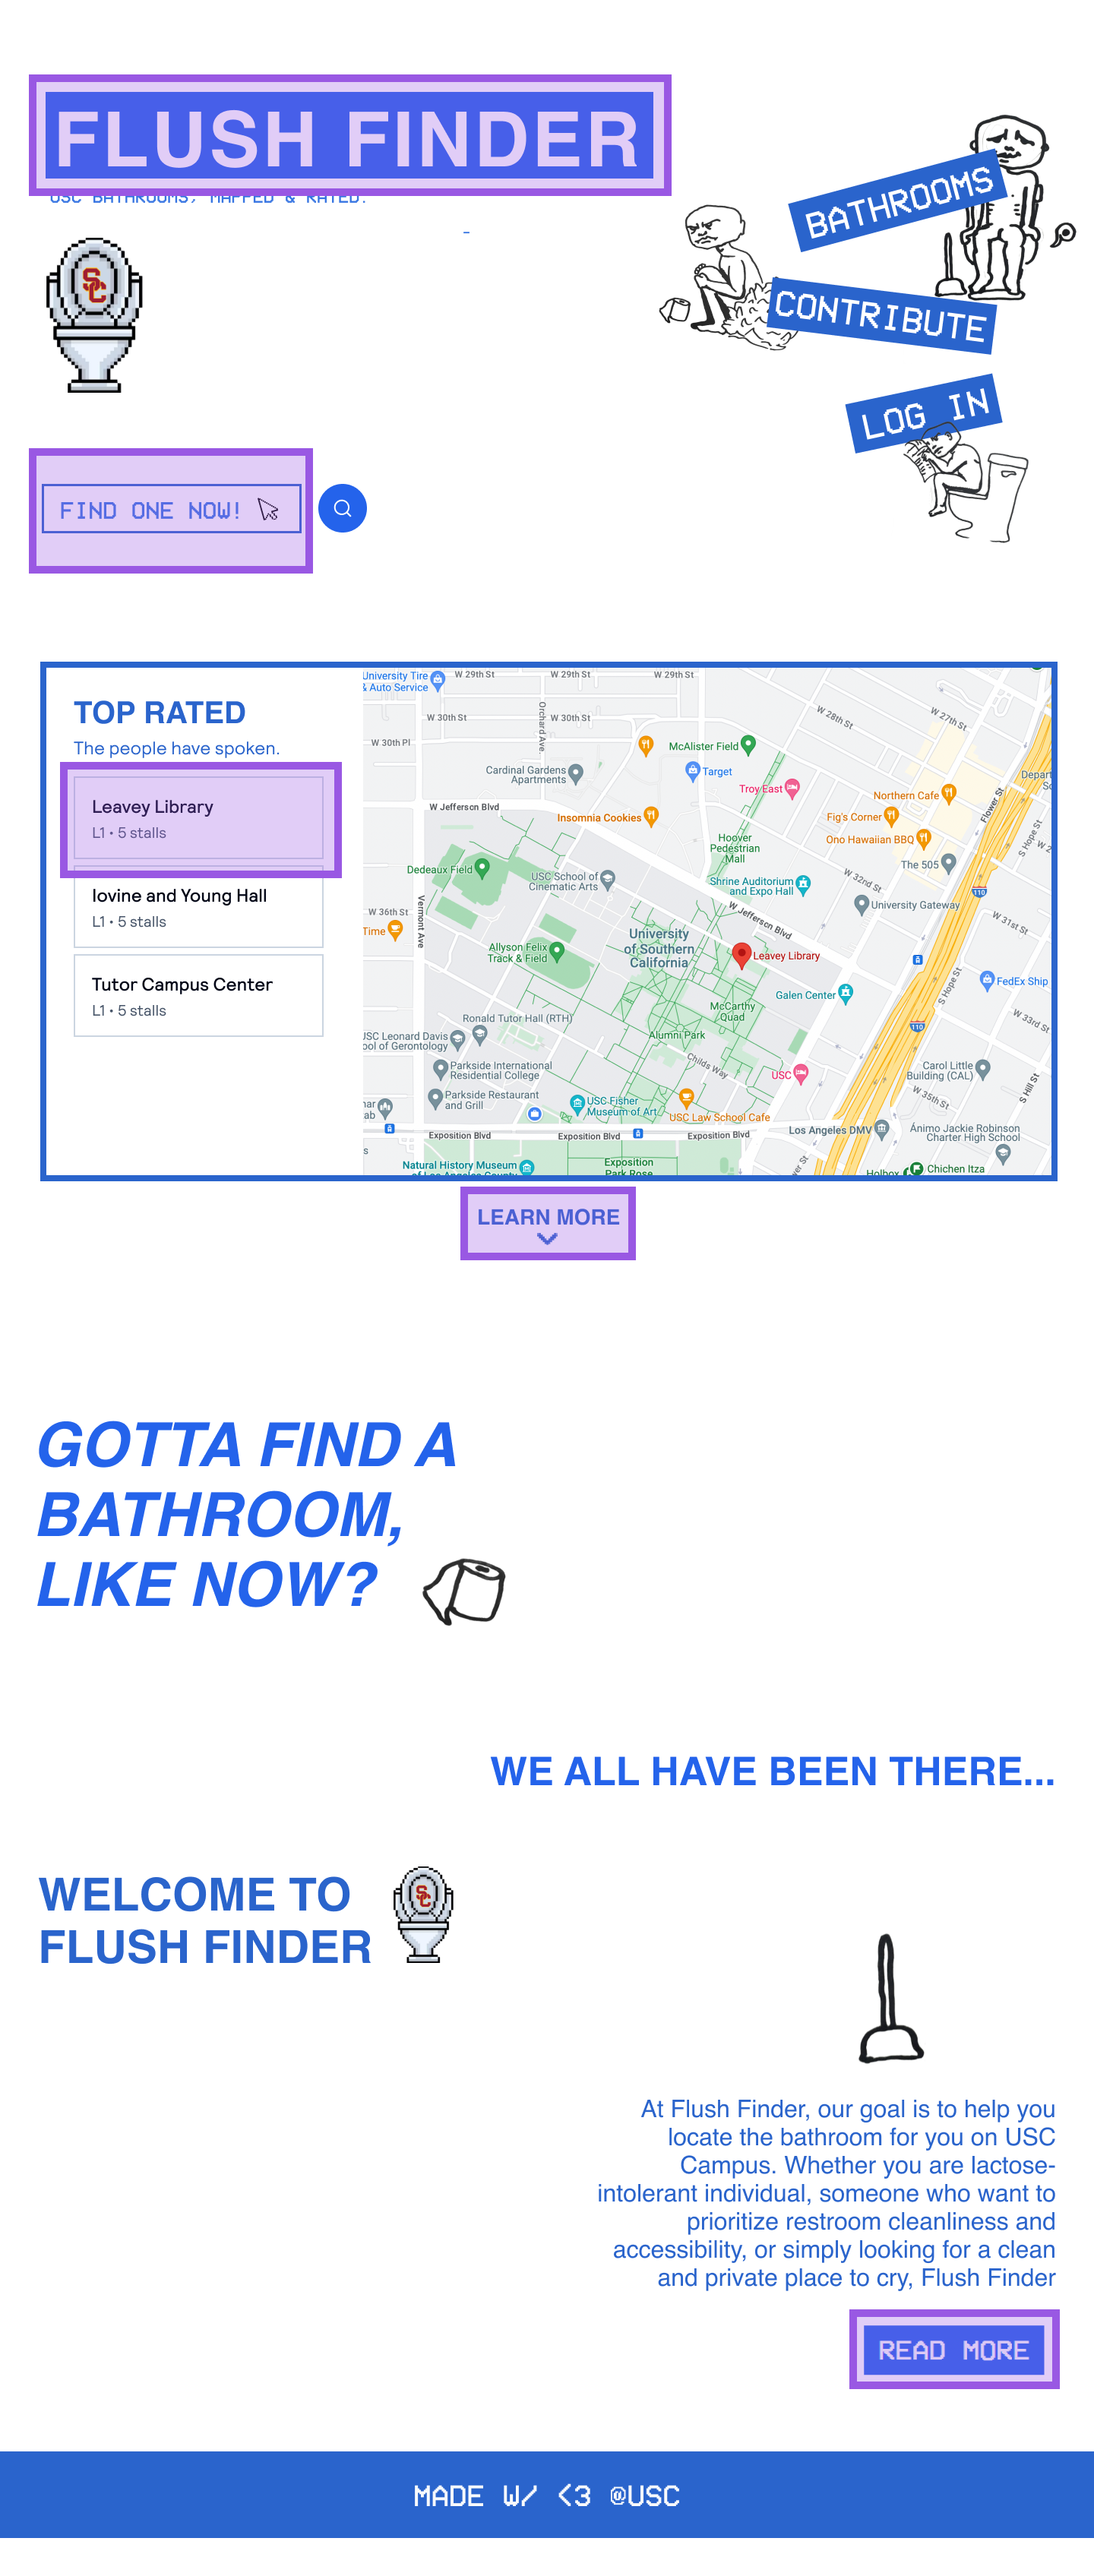 FLUSH FINDER
USC BATHROOMS, MAPPED & RATED.
BATHROOMS
CONTRIBUTE
LOG IN
SC
FIND ONE NOW!
TOP RATED
The people have spoken.
Leavey Library
L1 • 5 stalls
Iovine and Young Hall
L1 • 5 stalls
Tutor Campus Center
L1 • 5 stalls
University Tire
& Auto Service
W 29th St
W 29th St
W 29th St
W 30th St
Orchard Ave
W 30th St
W 28th St
W 27th St
W 30th Pl
McAlister Field
Cardinal Gardens
Apartments
Target
Troy East
Northern Cafe
Flower St
W Jefferson Blvd
Insomnia Cookies
Fig's Corner
Ono Hawaiian BBQ
S Hope St
Hoover
Pedestrian
Mall
The 505
Dedeaux Field
USC School of
Cinematic Arts
Shrine Auditorium
and Expo Hall
W 32nd St
110
W 36th St
Vermont Ave
W Jefferson Blvd
University Gateway
W 31st St
Time
University
of Southern
California
Allyson Felix
Track & Field
Leavey Library
Galen Center
S Hope St
FedEx Ship
McCarthy
Quad
Ronald Tutor Hall (RTH)
Alumni Park
110
W 33rd St
USC Leonard Davis
ool of Gerontology
Childs Way
Parkside International
Residential College
USC
Carol Little
Building (CAL)
S Hill St
Parkside Restaurant
and Grill
USC Fisher
Museum of Art
USC Law School Cafe
W 35th St
nar
ab
Exposition Blvd
Exposition Blvd
Exposition Blvd
Los Angeles DMV
Ánimo Jackie Robinson
Charter High School
Natural History Museum
of Los Angeles County
Exposition
Park Rose
Chichen Itza
LEARN MORE
GOTTA FIND A
BATHROOM,
LIKE NOW?
WE ALL HAVE BEEN THERE...
WELCOME TO
FLUSH FINDER
SC
At Flush Finder, our goal is to help you
locate the bathroom for you on USC
Campus. Whether you are lactose-
intolerant individual, someone who want to
prioritize restroom cleanliness and
accessibility, or simply looking for a clean
and private place to cry, Flush Finder
READ MORE
MADE W/ <3 @USC